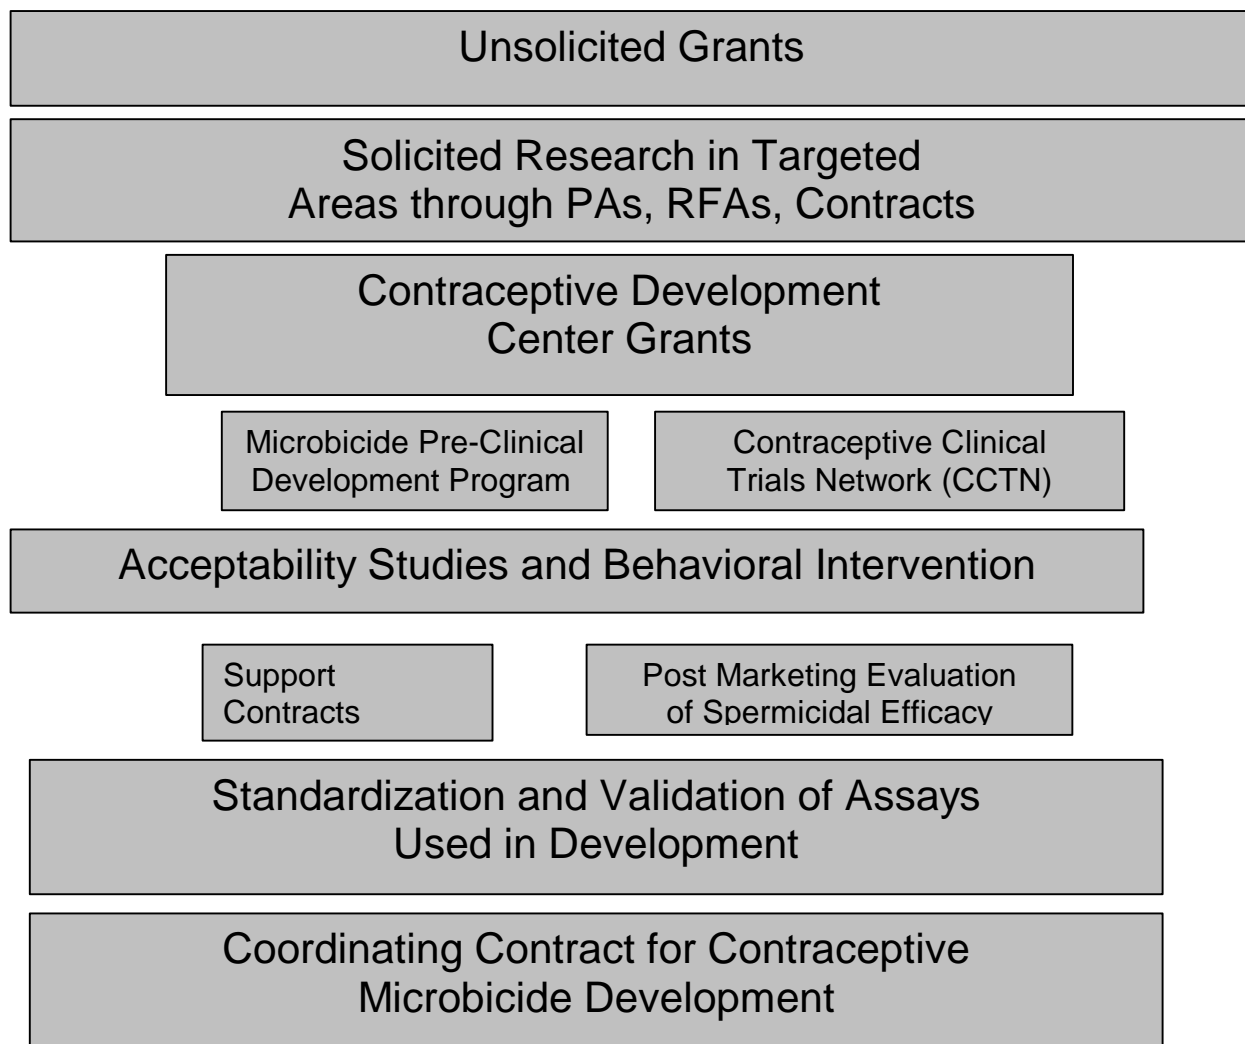 Unsolicited Grants
Solicited Research in Targeted
Areas through PAs, RFAs, Contracts
Contraceptive Development
Center Grants
Microbicide Pre-Clinical
Development Program
Contraceptive Clinical
Trials Network (CCTN)
Acceptability Studies and Behavioral Intervention
Support
Contracts
Post Marketing Evaluation
of Spermicidal Efficacy
Standardization and Validation of Assays
Used in Development
Coordinating Contract for Contraceptive
Microbicide Development